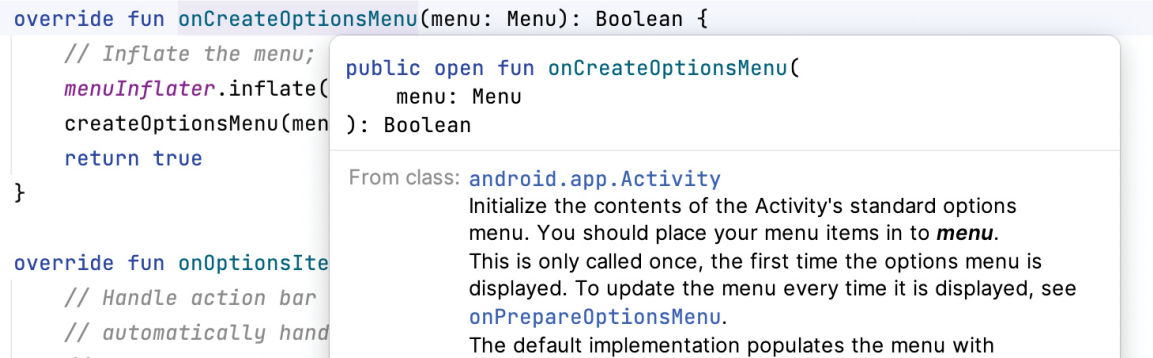 override fun onCreateOptionsMenu(menu: Menu): Boolean {
// Inflate the menu;
menuInflater.inflate(
createOptionsMenu(men
return true
}
override fun onOptionsIte
// Handle action bar
// automatically hand
public open fun onCreateOptionsMenu(
menu: Menu
): Boolean
From class: android.app.Activity
Initialize the contents of the Activity's standard options
menu. You should place your menu items in to menu.
This is only called once, the first time the options menu is
displayed. To update the menu every time it is displayed, see
onPrepareOptionsMenu.
The default implementation populates the menu with